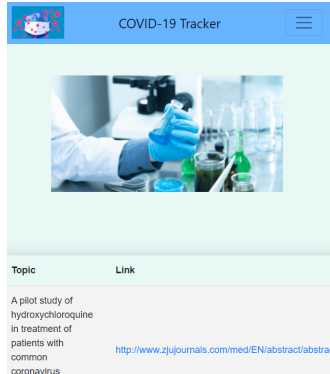 COVID-19 Tracker
Topic Link
A pilot study of
hydroxychloroquine
in treatment of
patients with
common
coronavirus
http://www.zjujournals.com/med/EN/abstract/abstra